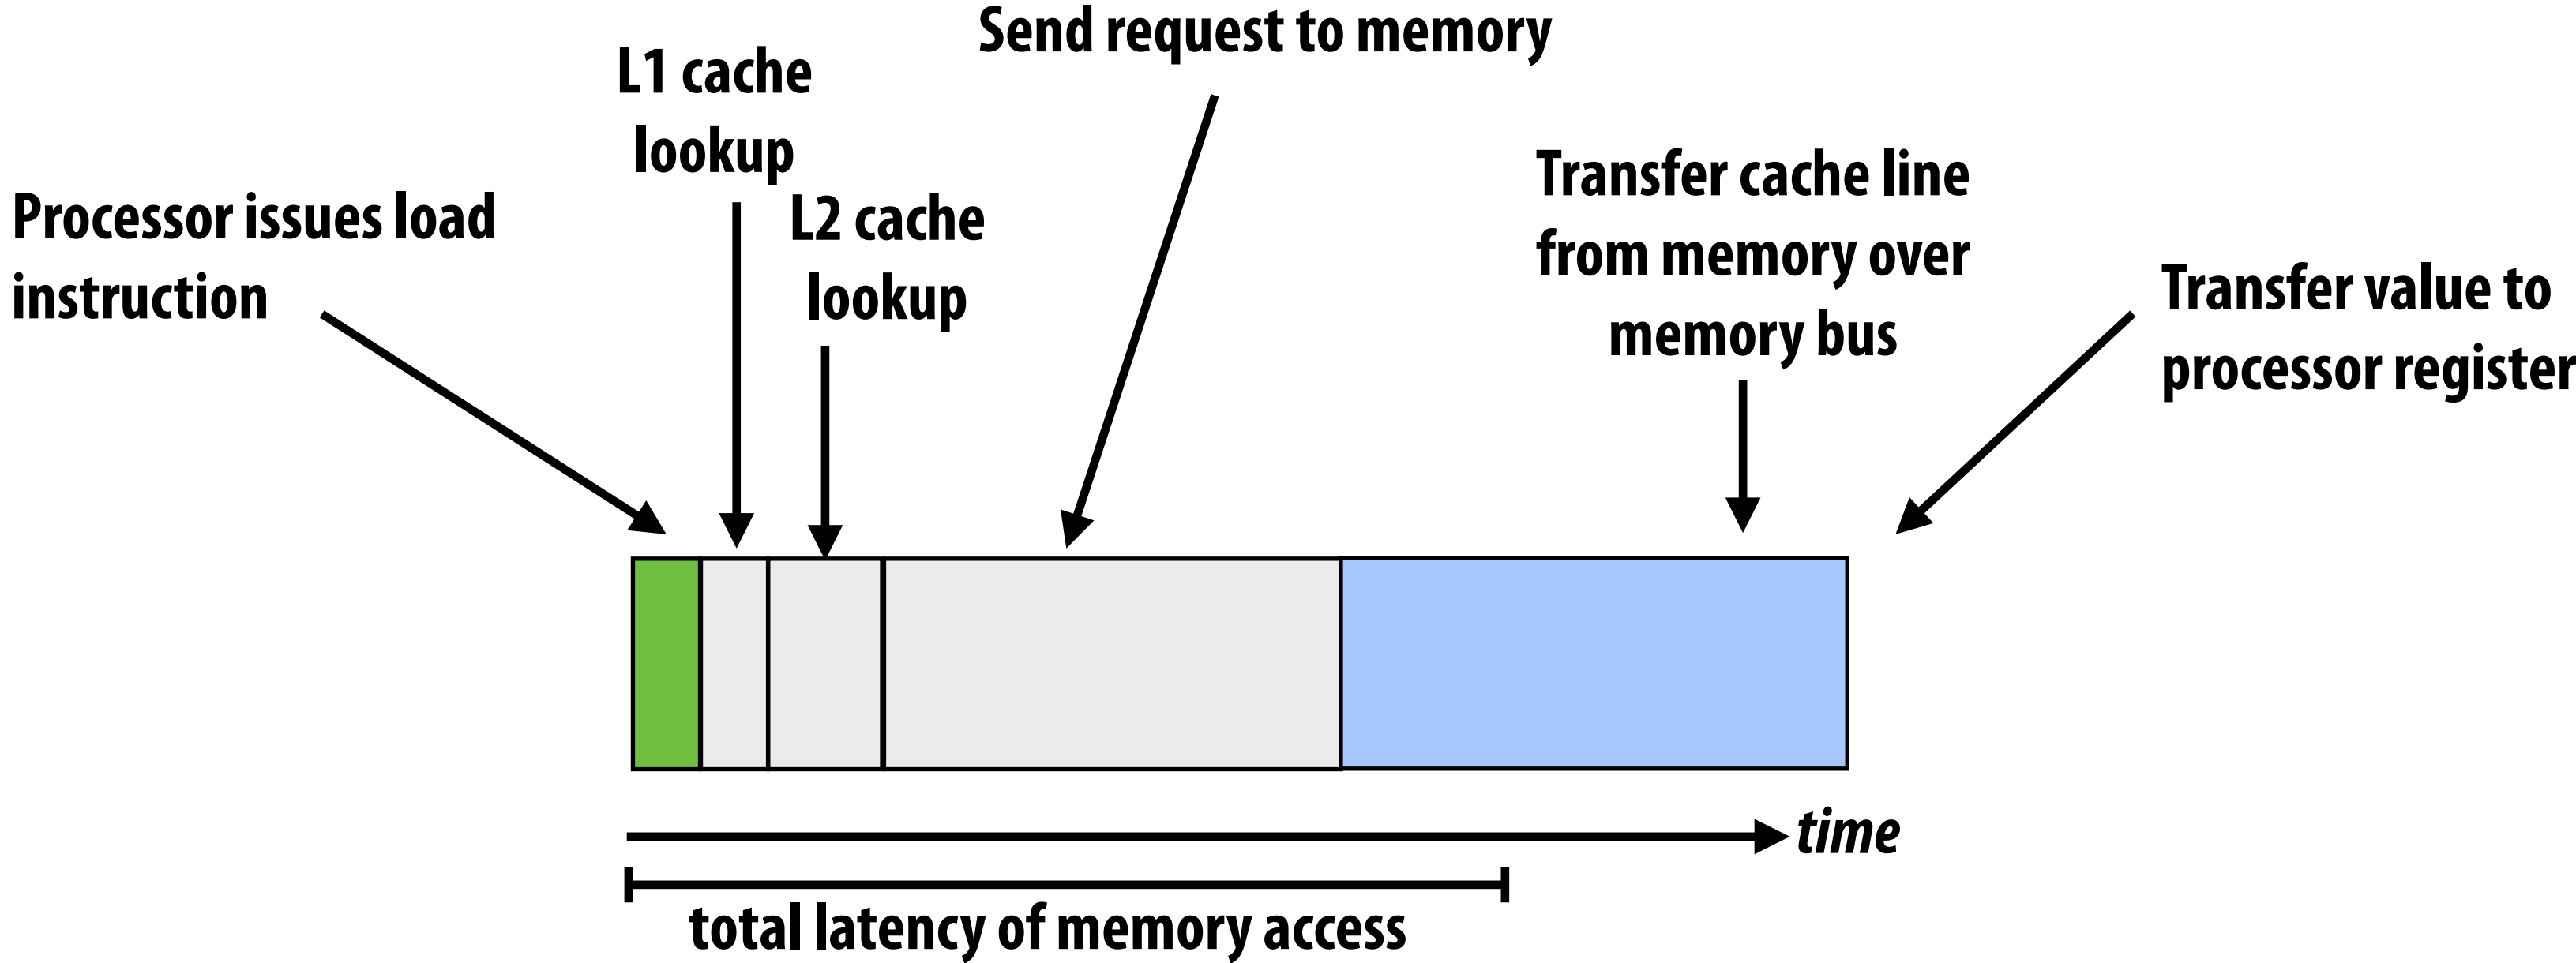 Send request to memory
L1 cache
lookup
L2 cache
lookup
Processor issues load
instruction
Transfer cache line
from memory over
memory bus
Transfer value to
processor register
time
total latency of memory access